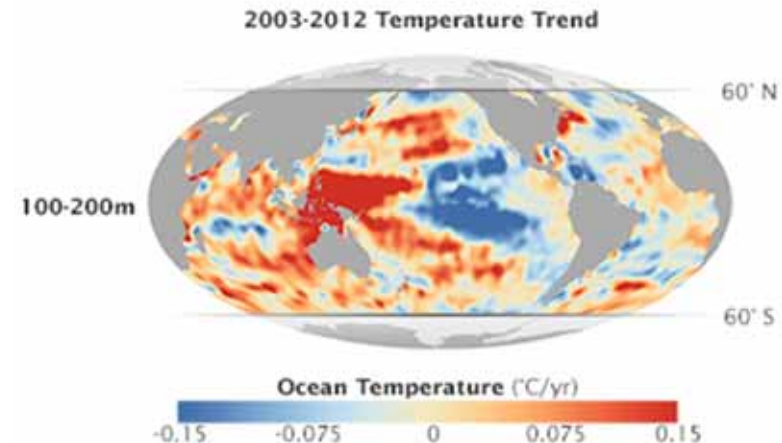 2003-2012 Temperature Trend
60° N
100-200m
60° S
Ocean Temperature (°C/yr)
-0.15 -0.075 0 0.075 0.15